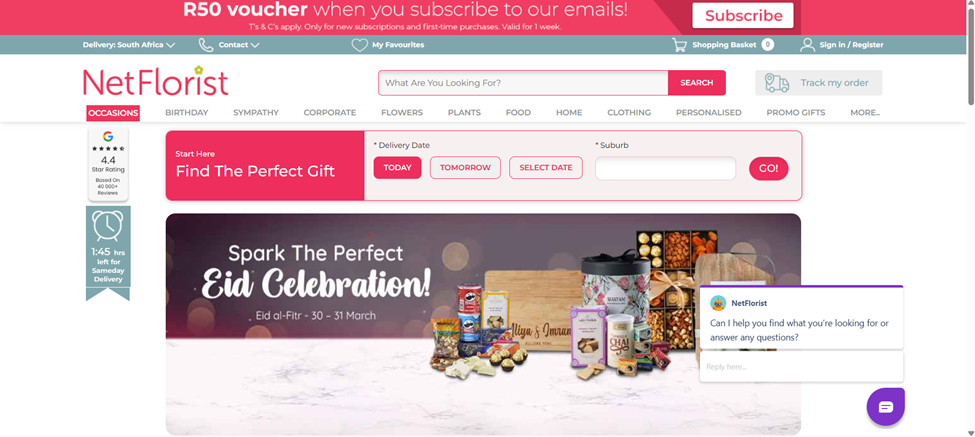 R50 voucher when you subscribe to our emails!
T's & C's apply. Only for new subscriptions and first-time purchases. Valid for 1 week.
Subscribe
Delivery: South Africa
Contact
My Favourites
Shopping Basket 0
Sign in / Register
NetFlorist
What Are You Looking For?
SEARCH
Track my order
OCCASIONS BIRTHDAY SYMPATHY CORPORATE FLOWERS PLANTS FOOD HOME CLOTHING PERSONALISED PROMO GIFTS MORE..
G
4.4
Star Rating
Based On
40 000+
Reviews
1:45 hrs
left for
Sameday
Delivery
Start Here
Find The Perfect Gift
* Delivery Date
TODAY
TOMORROW
SELECT DATE
* Suburb
GO!
Spark The Perfect
Eid Celebration!
Eid al-Fitr - 30 - 31 March
Aliya & Imran
CHAI
NetFlorist
Can I help you find what you're looking for or
answer any questions?
Reply here...